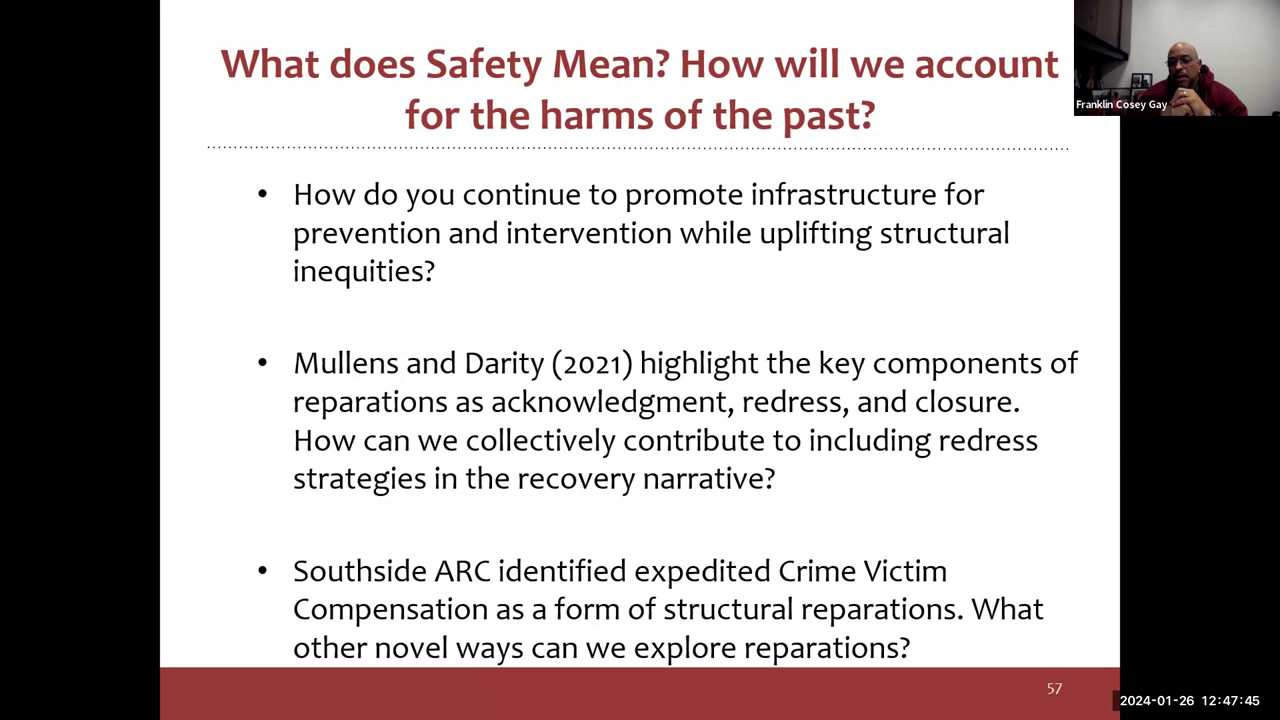 What does Safety Mean? How will we account
for the harms of the past?
Franklin Cosey Gay
• How do you continue to promote infrastructure for
prevention and intervention while uplifting structural
inequities?
• Mullens and Darity (2021) highlight the key components of
reparations as acknowledgment, redress, and closure.
How can we collectively contribute to including redress
strategies in the recovery narrative?
• Southside ARC identified expedited Crime Victim
Compensation as a form of structural reparations. What
other novel ways can we explore reparations?
57
2024-01-26 12:47:45